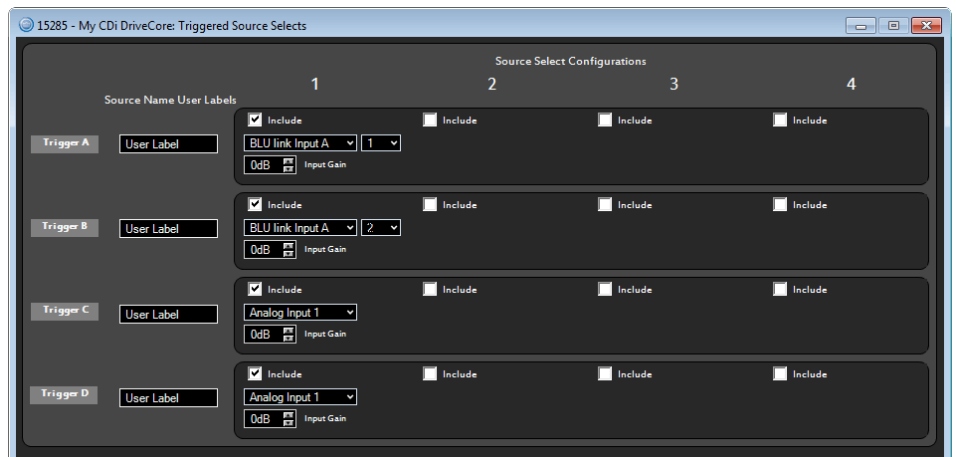 15285 - My CDi DriveCore: Triggered Source Selects
Source Select Configurations
1 2 3 4
Source Name User Labels
Include Include Include Include
Trigger A User Label BLU link Input A 1
0dB Input Gain
Include Include Include Include
Trigger B User Label BLU link Input A 2
0dB Input Gain
Include Include Include Include
Trigger C User Label Analog Input 1
0dB Input Gain
Include Include Include Include
Trigger D User Label Analog Input 1
0dB Input Gain